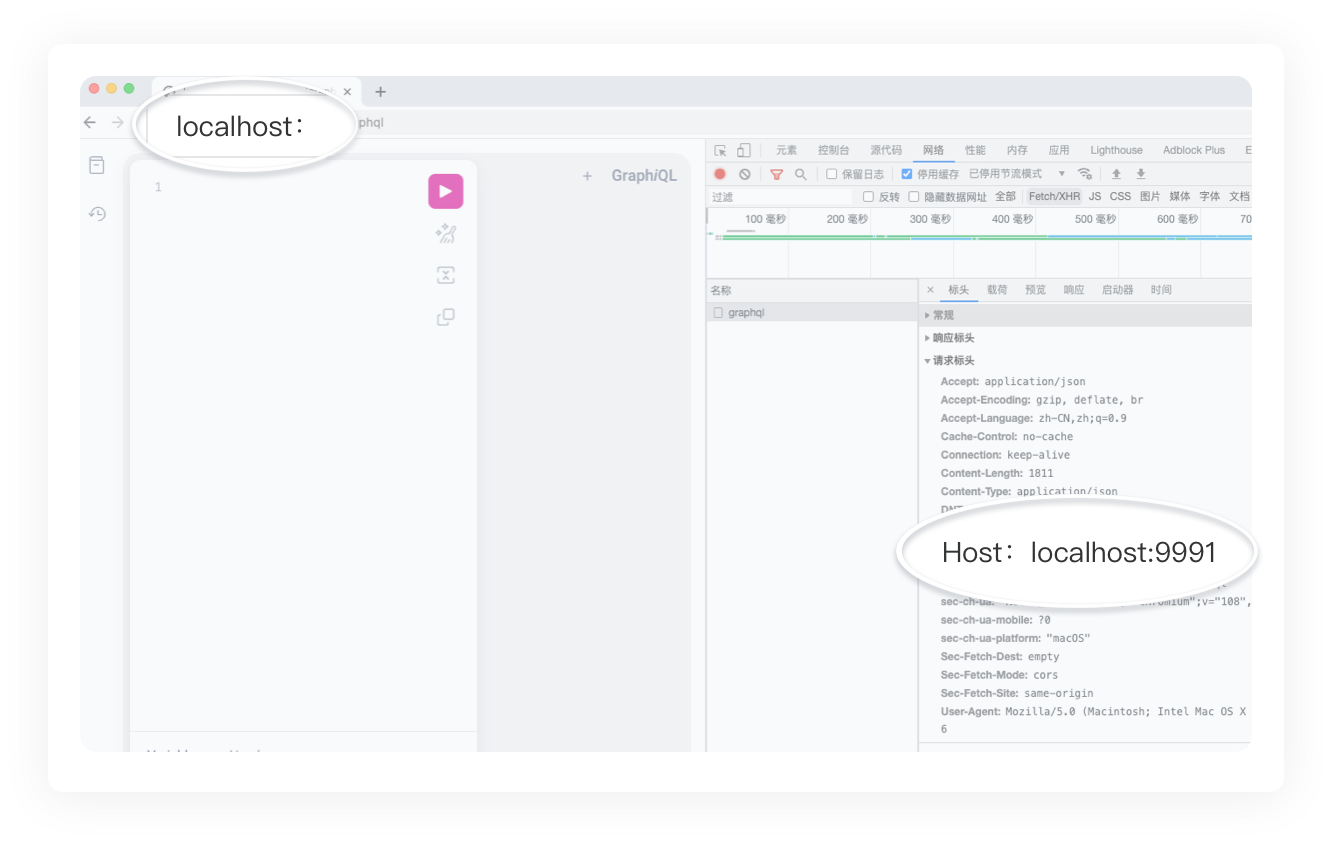 localhost：
phql
1
GraphiQL
元素 控制台 源代码 网络 性能 内存 应用 Lighthouse Adblock Plus E
保留日志 停用缓存 已停用节流模式
过滤 反转 隐藏数据网址 全部 Fetch/XHR JS CSS 图片 媒体 字体 文档
100 毫秒 200 毫秒 300 毫秒 400 毫秒 500 毫秒 600 毫秒 70
名称
graphql
标头 载荷 预览 响应 启动器 时间
常规
响应标头
请求标头
Accept: application/json
Accept-Encoding: gzip, deflate, br
Accept-Language: zh-CN,zh;q=0.9
Cache-Control: no-cache
Connection: keep-alive
Content-Length: 1811
Content-Type: application/json
DNT
Host：localhost:9991
sec-ch-ua: romium";v="108",
sec-ch-ua-mobile: ?0
sec-ch-ua-platform: "macOS"
Sec-Fetch-Dest: empty
Sec-Fetch-Mode: cors
Sec-Fetch-Site: same-origin
User-Agent: Mozilla/5.0 (Macintosh; Intel Mac OS X
6